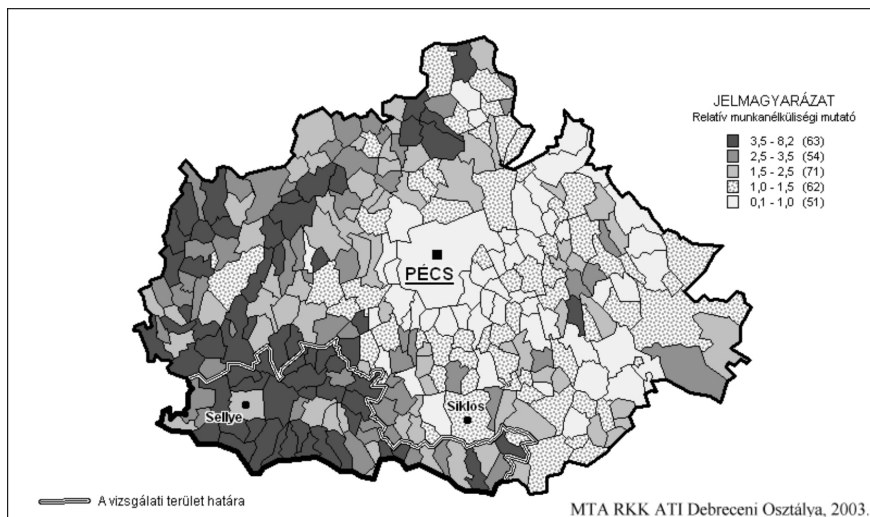 JELMAGYARÁZAT
Relatív munkanélküliségi mutató
3,5 - 8,2 (63)
2,5 - 3,5 (54)
1,5 - 2,5 (71)
1,0 - 1,5 (62)
0,1 - 1,0 (51)
PÉCS
Sellye
Siklós
A vizsgálati terület határa
MTA RKK ATI Debreceni Osztálya, 2003.